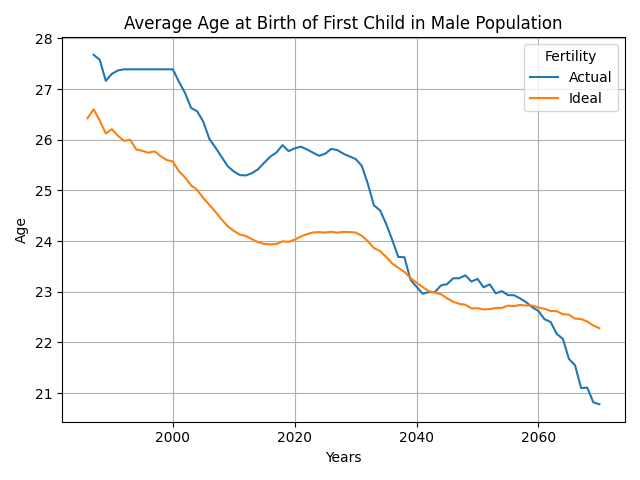 Average Age at Birth of First Child in Male Population
Fertility
Actual
Ideal
Age
28
27
26
25
24
23
22
21
2000
2020
2040
2060
Years